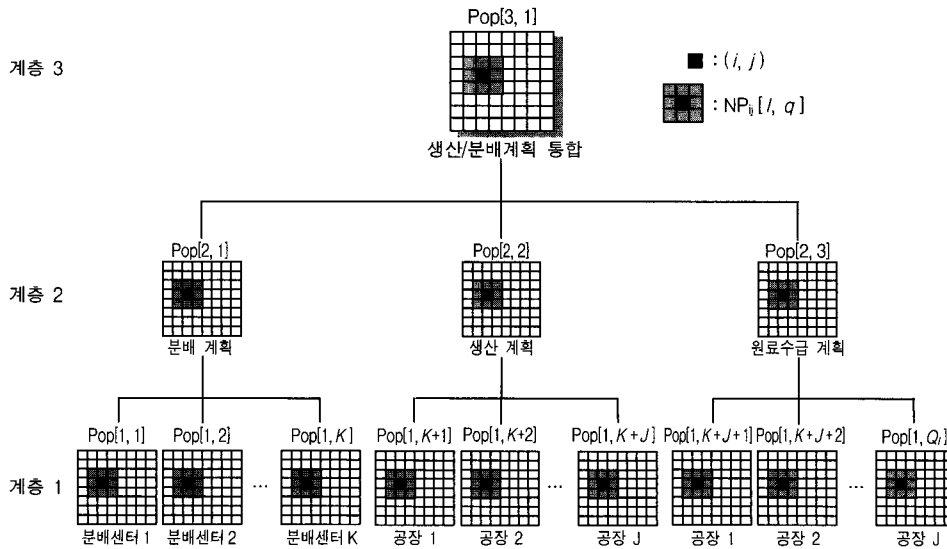 Pop[3, 1]
계층 3
: (i, j)
: NPij [l, q]
생산/분배계획 통합
Pop[2, 1]
Pop[2, 2]
Pop[2, 3]
계층 2
분배 계획
생산 계획
원료수급 계획
Pop[1, 1]
Pop[1, 2]
Pop[1, K]
Pop[1, K+1]
Pop[1, K+2]
Pop[1, K+J]
Pop[1, K+J+1]
Pop[1, K+J+2]
Pop[1, Ql]
계층 1
...
...
...
분배센터 1
분배센터 2
분배센터 K
공장 1
공장 2
공장 J
공장 1
공장 2
공장 J